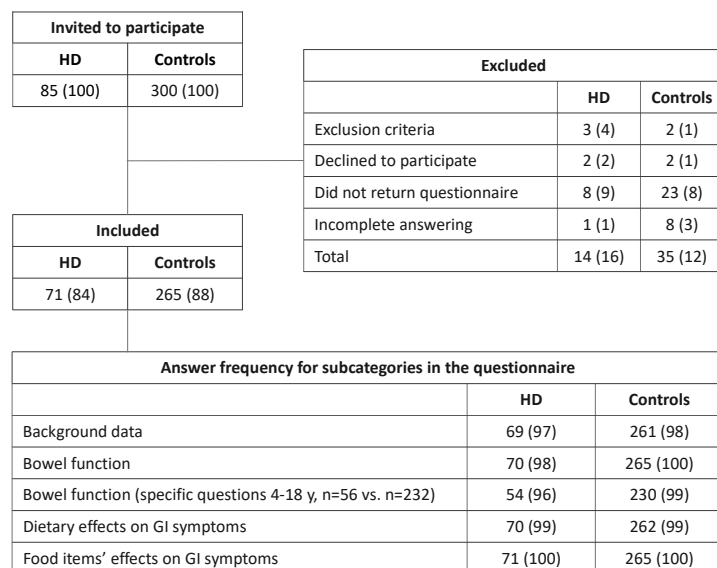 Invited to participate
HD Controls
85 (100) 300 (100)
Excluded
HD Controls
Exclusion criteria 3 (4) 2 (1)
Declined to participate 2 (2) 2 (1)
Did not return questionnaire 8 (9) 23 (8)
Incomplete answering 1 (1) 8 (3)
Total 14 (16) 35 (12)
Included
HD Controls
71 (84) 265 (88)
Answer frequency for subcategories in the questionnaire
HD Controls
Background data 69 (97) 261 (98)
Bowel function 70 (98) 265 (100)
Bowel function (specific questions 4-18 y, n=56 vs. n=232) 54 (96) 230 (99)
Dietary effects on GI symptoms 70 (99) 262 (99)
Food items' effects on GI symptoms 71 (100) 265 (100)